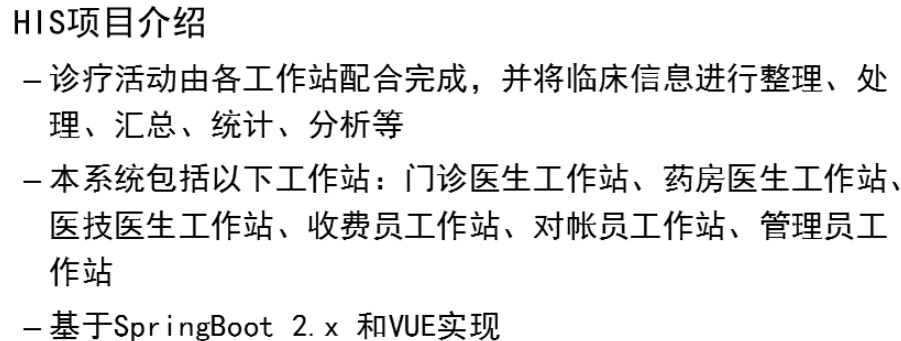 HIS项目介绍
– 诊疗活动由各工作站配合完成，并将临床信息进行整理、处
理、汇总、统计、分析等
– 本系统包括以下工作站：门诊医生工作站、药房医生工作站、
医技医生工作站、收费员工作站、对帐员工作站、管理员工
作站
– 基于SpringBoot 2.x 和VUE实现